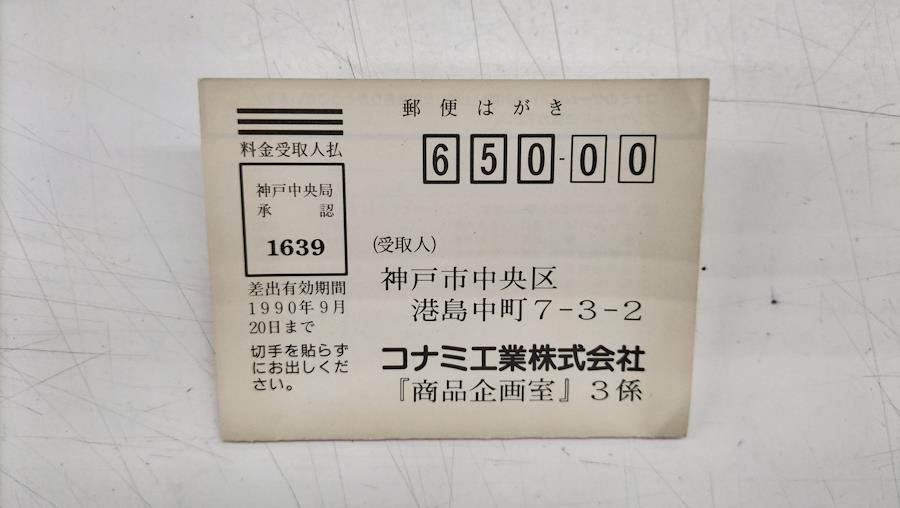 郵便はがき
650-00
料金受取人払
神戸中央局
承認
1639
差出有効期間
1990年9月
20日まで
切手を貼らず
にお出しくだ
さい。
(受取人)
神戸市中央区
港島中町7-3-2
コナミ工業株式会社
『商品企画室』3係